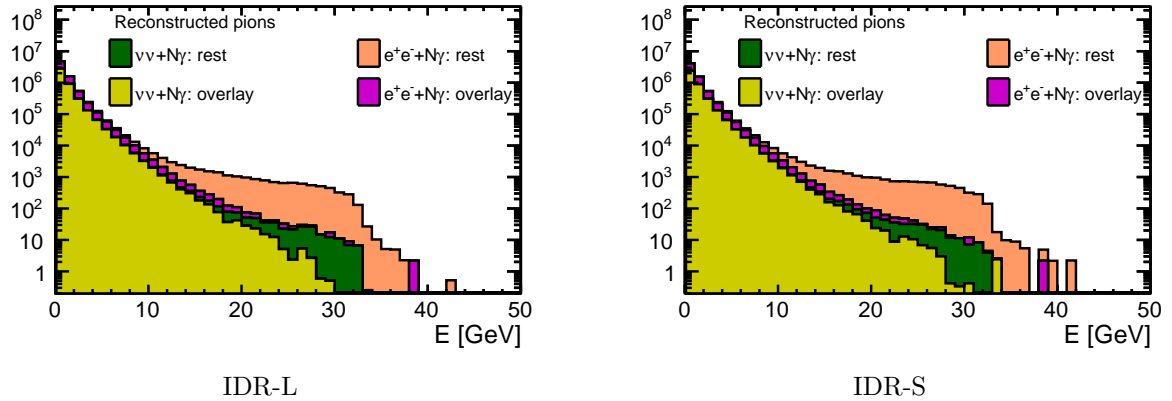 Reconstructed pions
νν+Nγ: rest
e⁺e⁻+Nγ: rest
νν+Nγ: overlay
e⁺e⁻+Nγ: overlay
10⁸
10⁷
10⁶
10⁵
10⁴
10³
10²
10
1
0 10 20 30 40 50
E [GeV]
IDR-L
Reconstructed pions
νν+Nγ: rest
e⁺e⁻+Nγ: rest
νν+Nγ: overlay
e⁺e⁻+Nγ: overlay
10⁸
10⁷
10⁶
10⁵
10⁴
10³
10²
10
1
0 10 20 30 40 50
E [GeV]
IDR-S